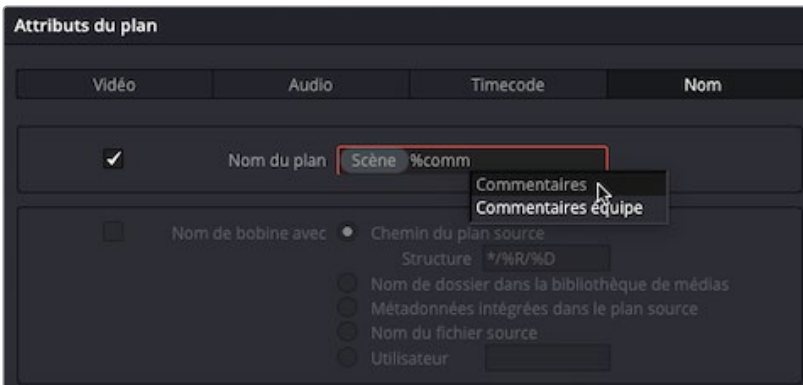 Attributs du plan
Vidéo Audio Timecode Nom
Nom du plan Scène %comm
Commentaires
Commentaires équipe
Nom de bobine avec Chemin du plan source
Structure */%R/%D
Nom de dossier dans la bibliothèque de médias
Métadonnées intégrées dans le plan source
Nom du fichier source
Utilisateur